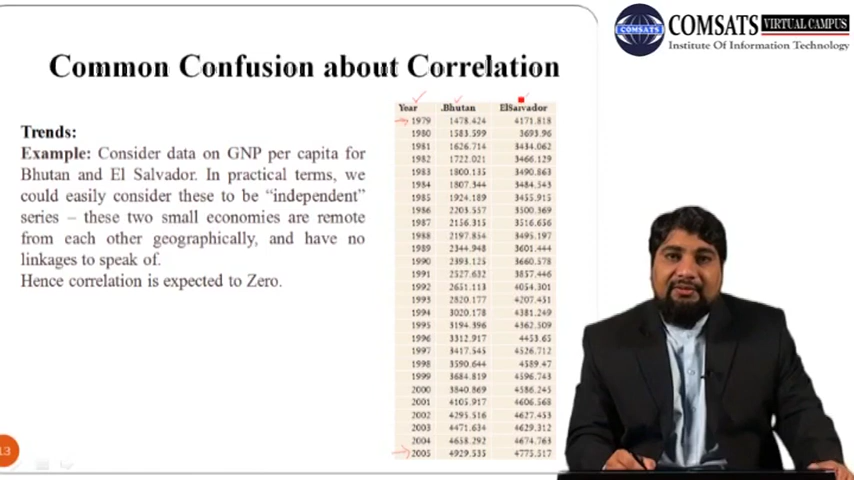 COMSATS VIRTUAL CAMPUS
Institute Of Information Technology
COMSATS
Common Confusion about Correlation
Trends:
Example: Consider data on GNP per capita for
Bhutan and El Salvador. In practical terms, we
could easily consider these to be “independent”
series – these two small economies are remote
from each other geographically, and have no
linkages to speak of.
Hence correlation is expected to Zero.
Year .Bhutan ElSalvador
1979 1478.424 4171.818
1980 1583.599 3693.96
1981 1626.714 3434.062
1982 1722.021 3466.129
1983 1800.135 3490.863
1984 1807.344 3484.543
1985 1924.189 3455.915
1986 2203.557 3500.369
1987 2156.315 3516.656
1988 2197.854 3495.197
1989 2344.948 3601.444
1990 2393.125 3660.578
1991 2527.632 3857.446
1992 2651.113 4054.301
1993 2820.177 4207.451
1994 3020.178 4381.249
1995 3194.396 4362.509
1996 3312.917 4453.65
1997 3417.545 4526.712
1998 3590.644 4589.47
1999 3684.819 4596.743
2000 3840.869 4586.245
2001 4105.917 4606.568
2002 4295.516 4627.453
2003 4471.634 4629.312
2004 4658.292 4674.763
2005 4929.535 4775.517
13